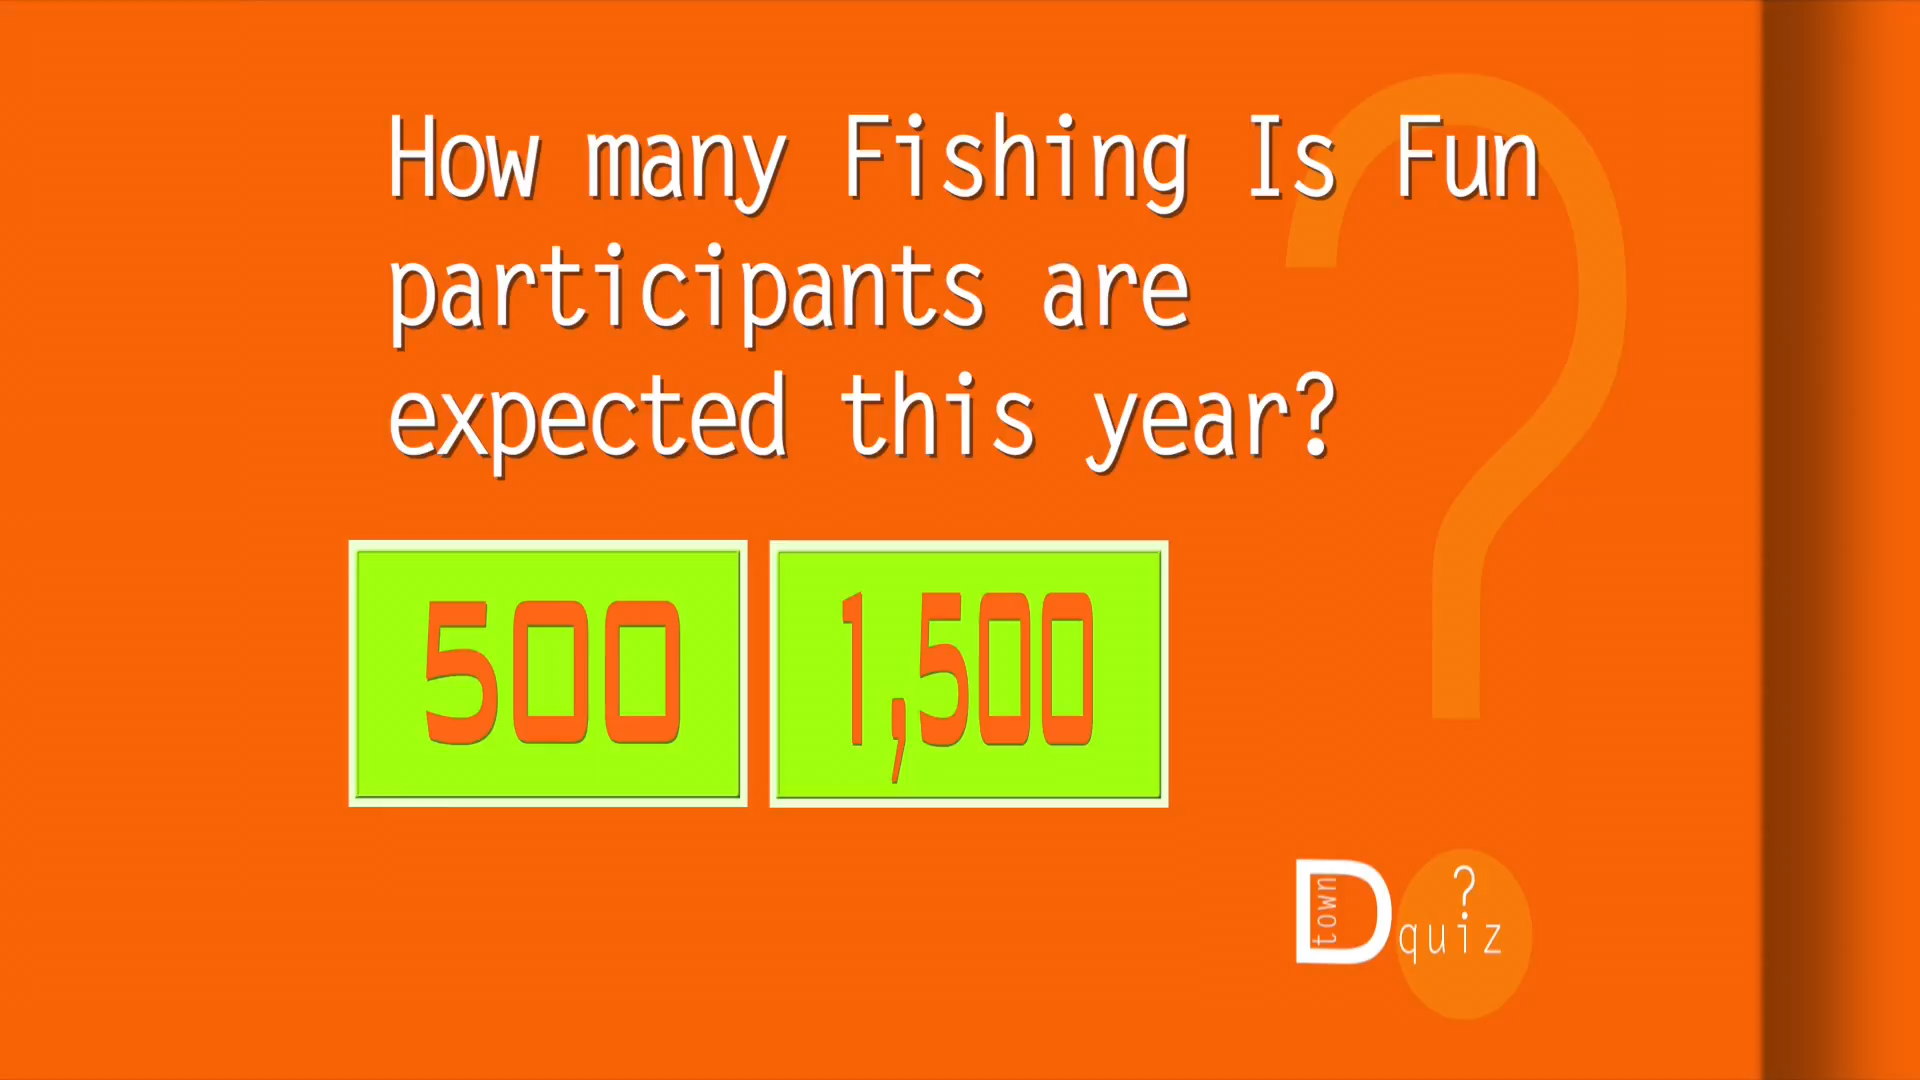 How many Fishing Is Fun
participants are
expected this year?
500
1,500
D
town
?
quiz